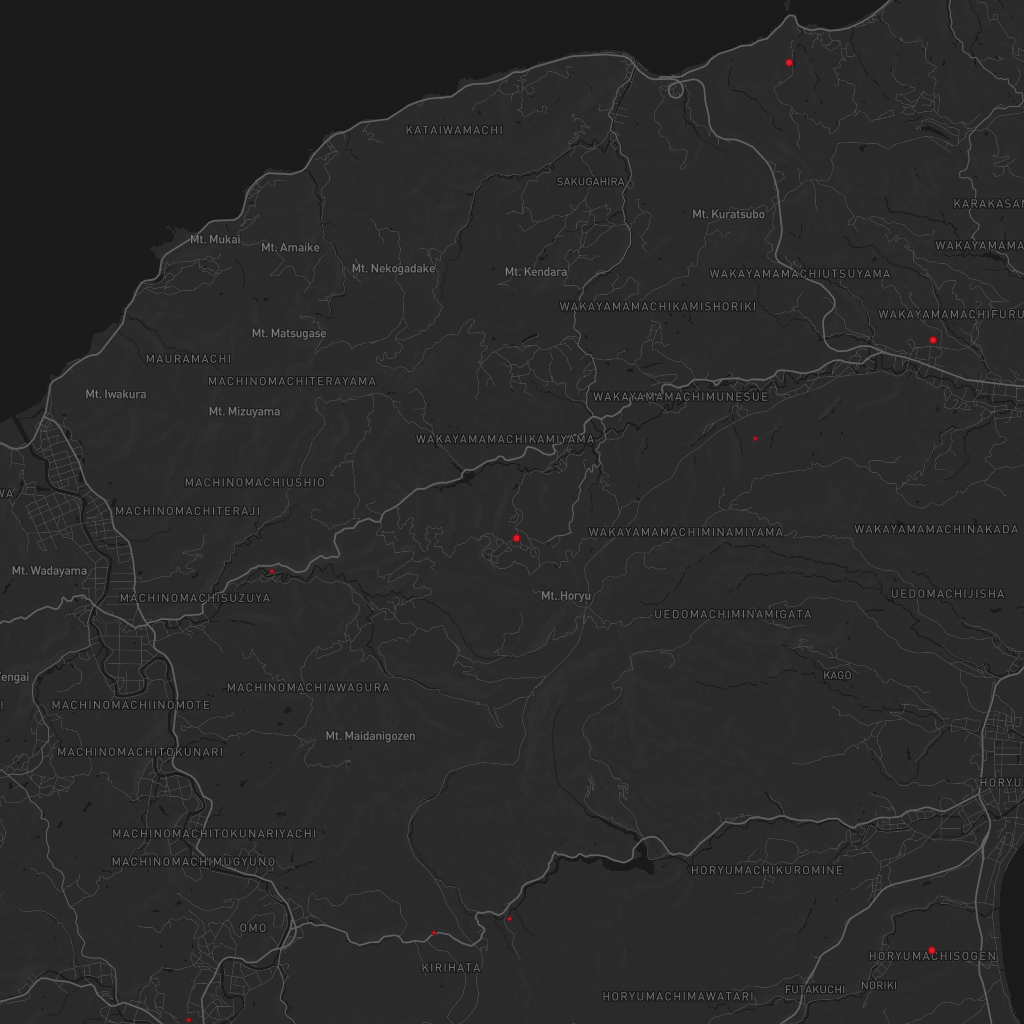 KATAIWAMACHI
SAKUGAHIRA
KARAKASA
Mt. Kuratsubo
Mt. Mukai
Mt. Amaike
WAKAYAMAMA
Mt. Nekogadake
Mt. Kendara
WAKAYAMAMACHIUTSUYAMA
WAKAYAMAMACHIKAMISHORIKI
WAKAYAMAMACHIFURU
Mt. Matsugase
MAURAMACHI
MACHINOMACHITERAYAMA
Mt. Iwakura
WAKAYAMAMACHIMUNESUE
Mt. Mizuyama
WAKAYAMAMACHIKAMIYAMA
MACHINOMACHIUSHIO
WA
MACHINOMACHITERAJI
WAKAYAMAMACHIMINAMIYAMA
WAKAYAMAMACHINAKADA
Mt. Wadayama
MACHINOMACHISUZUYA
Mt. Horyu
UEDOMACHIJISHA
UEDOMACHIMINAMIGATA
engai
KAGO
MACHINOMACHIAWAGURA
I
MACHINOMACHIINOMOTE
Mt. Maidanigozen
MACHINOMACHITOKUNARI
HORYU
MACHINOMACHITOKUNARIYACHI
MACHINOMACHIMUGYUNO
HORYUMACHIKUROMINE
OMO
HORYUMACHISOGEN
KIRIHATA
NORIKI
FUTAKUCHI
HORYUMACHIMAWATARI